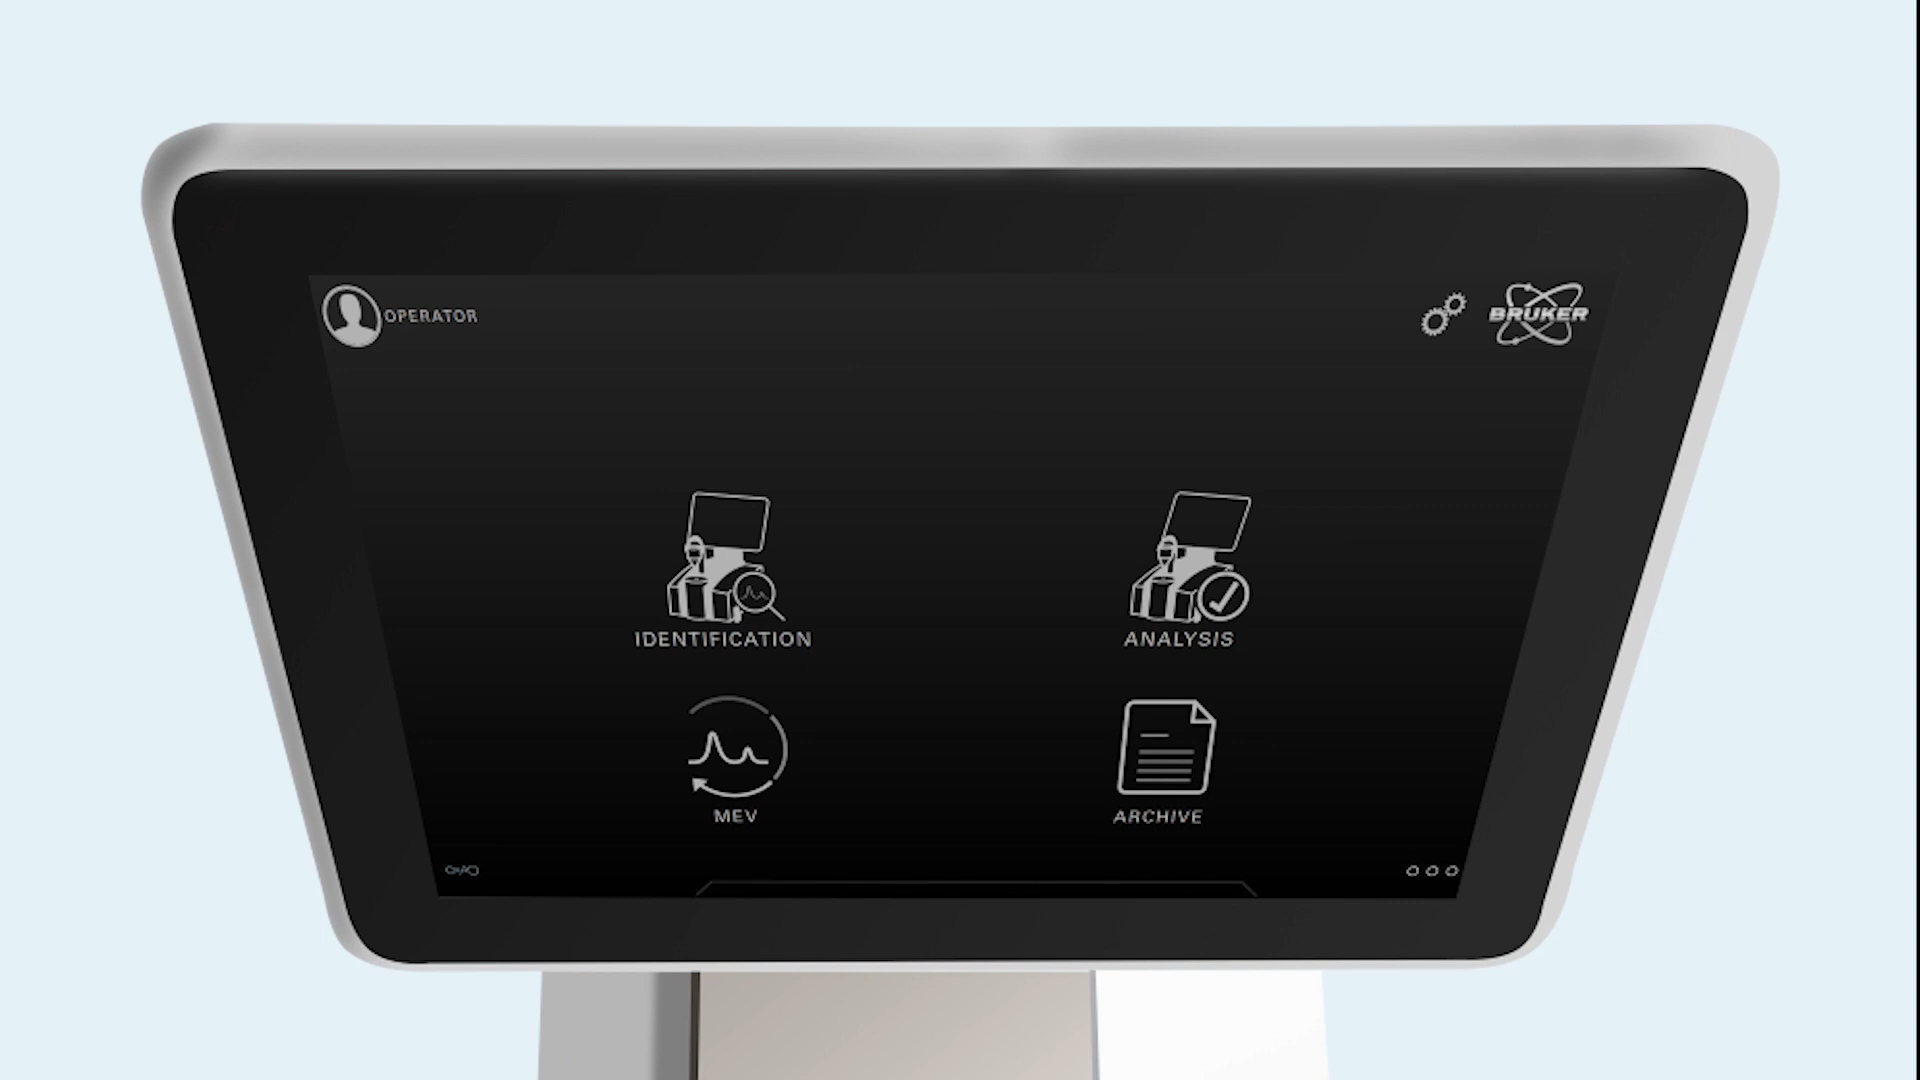 OPERATOR
BRUKER
IDENTIFICATION
ANALYSIS
MEV
ARCHIVE